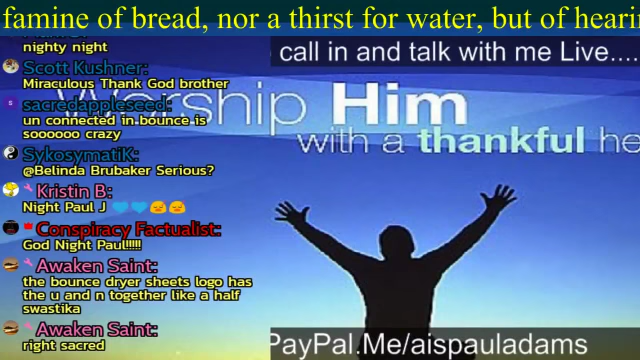 famine of bread, nor a thirst for water, but of heari
call in and talk with me Live....
nighty night
Scott Kushner:
Miraculous Thank God brother
sacredappleseed:
un connected in bounce is
soooooo crazy
SykosymatiK:
@Belinda Brubaker Serious?
Kristin B:
Night Paul J 💙💙😴😴
Conspiracy Factualist:
God Night Paul!!!!!
Awaken Saint:
the bounce dryer sheets logo has
the u and n together like a half
swastika
Awaken Saint:
right sacred
Worship Him
with a thankful he
PayPal.Me/aispauladams